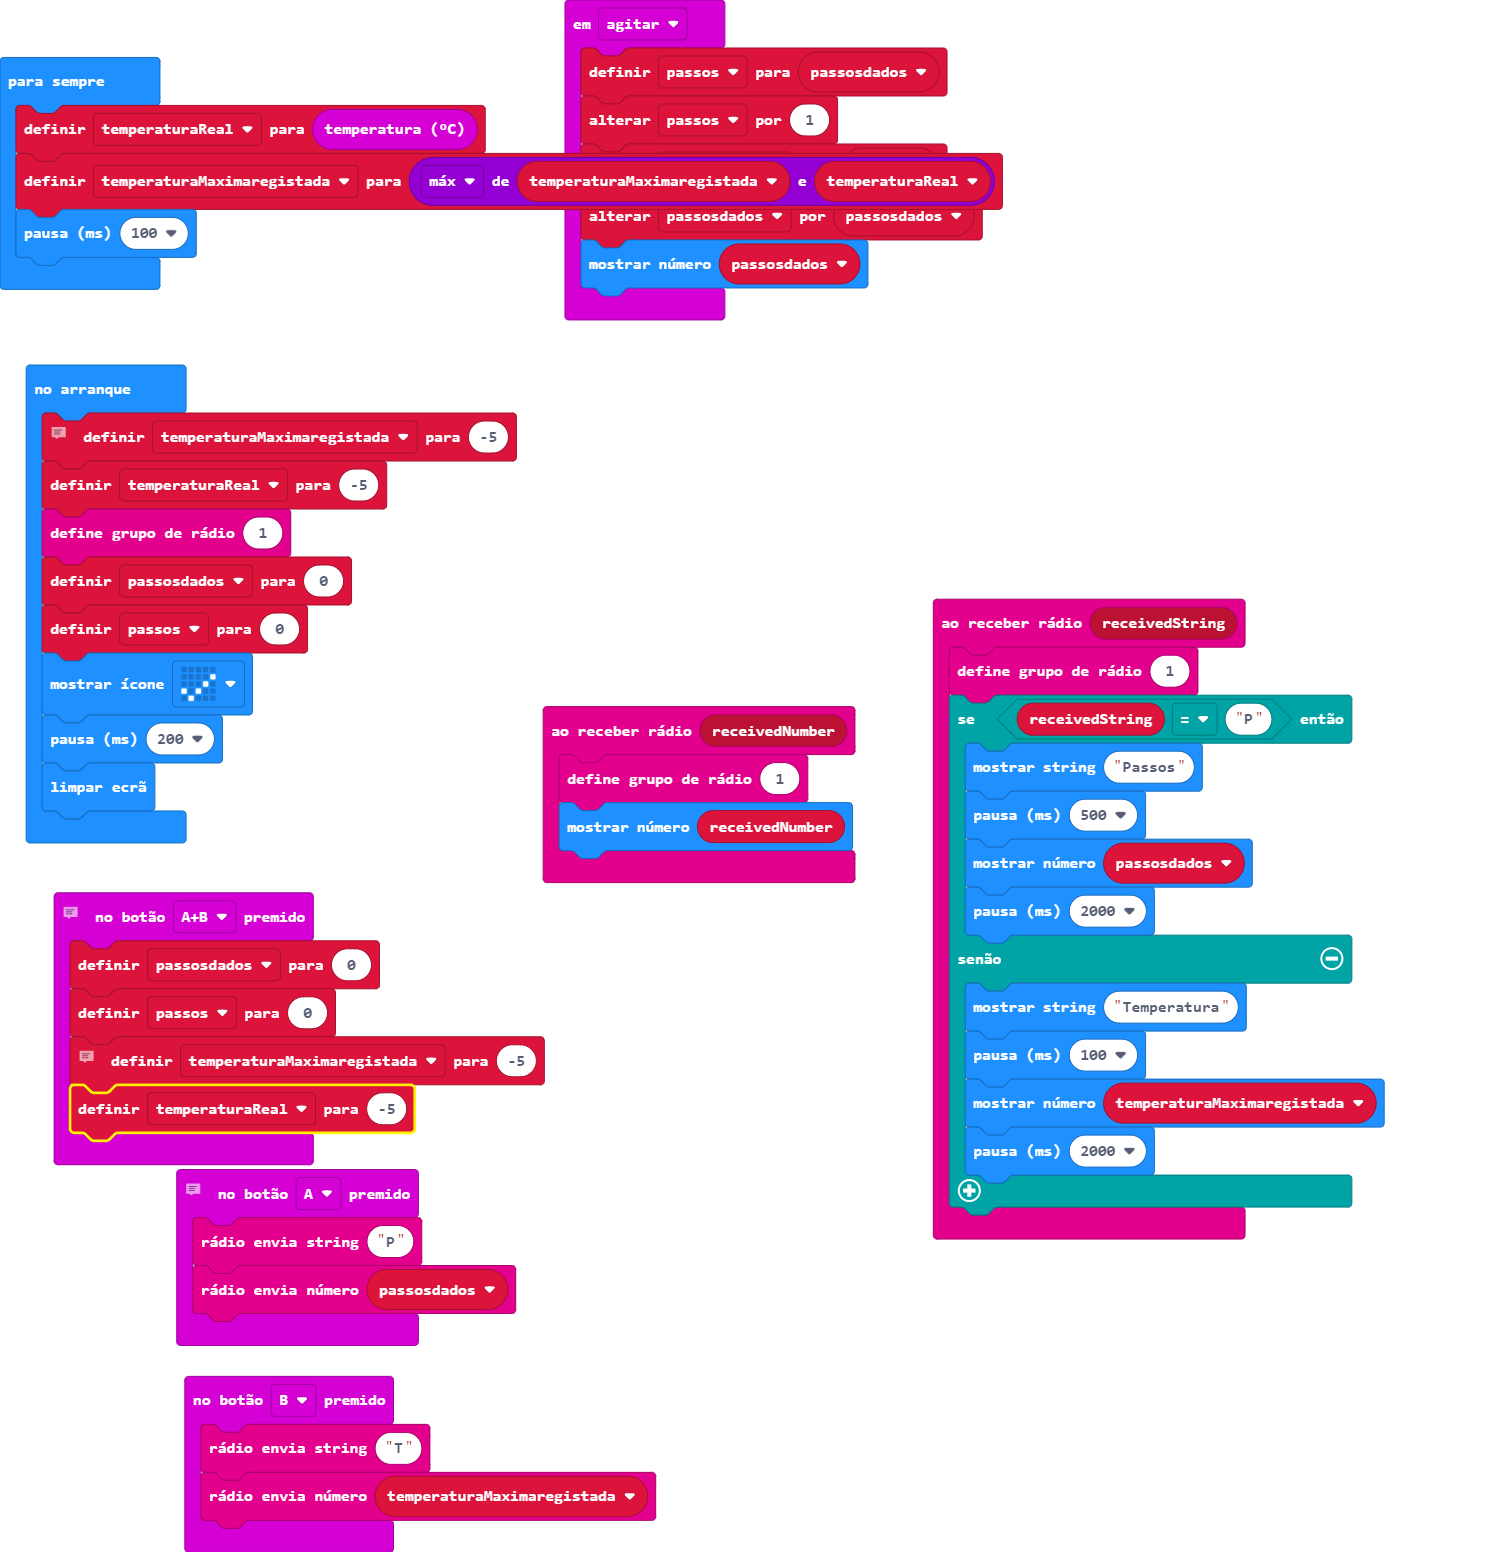 para sempre
definir temperaturaReal para temperatura (ºC)
definir temperaturaMaximaregistada para máx de temperaturaMaximaregistada e temperaturaReal
pausa (ms) 100
em agitar
definir passos para passosdados
alterar passos por 1
alterar passosdados por passosdados
mostrar número passosdados
no arranque
definir temperaturaMaximaregistada para -5
definir temperaturaReal para -5
define grupo de rádio 1
definir passosdados para 0
definir passos para 0
mostrar ícone
pausa (ms) 200
limpar ecrã
ao receber rádio receivedNumber
define grupo de rádio 1
mostrar número receivedNumber
ao receber rádio receivedString
define grupo de rádio 1
se receivedString = "P" então
mostrar string "Passos"
pausa (ms) 500
mostrar número passosdados
pausa (ms) 2000
senão
mostrar string "Temperatura"
pausa (ms) 100
mostrar número temperaturaMaximaregistada
pausa (ms) 2000
no botão A+B premido
definir passosdados para 0
definir passos para 0
definir temperaturaMaximaregistada para -5
definir temperaturaReal para -5
no botão A premido
rádio envia string "P"
rádio envia número passosdados
no botão B premido
rádio envia string "T"
rádio envia número temperaturaMaximaregistada